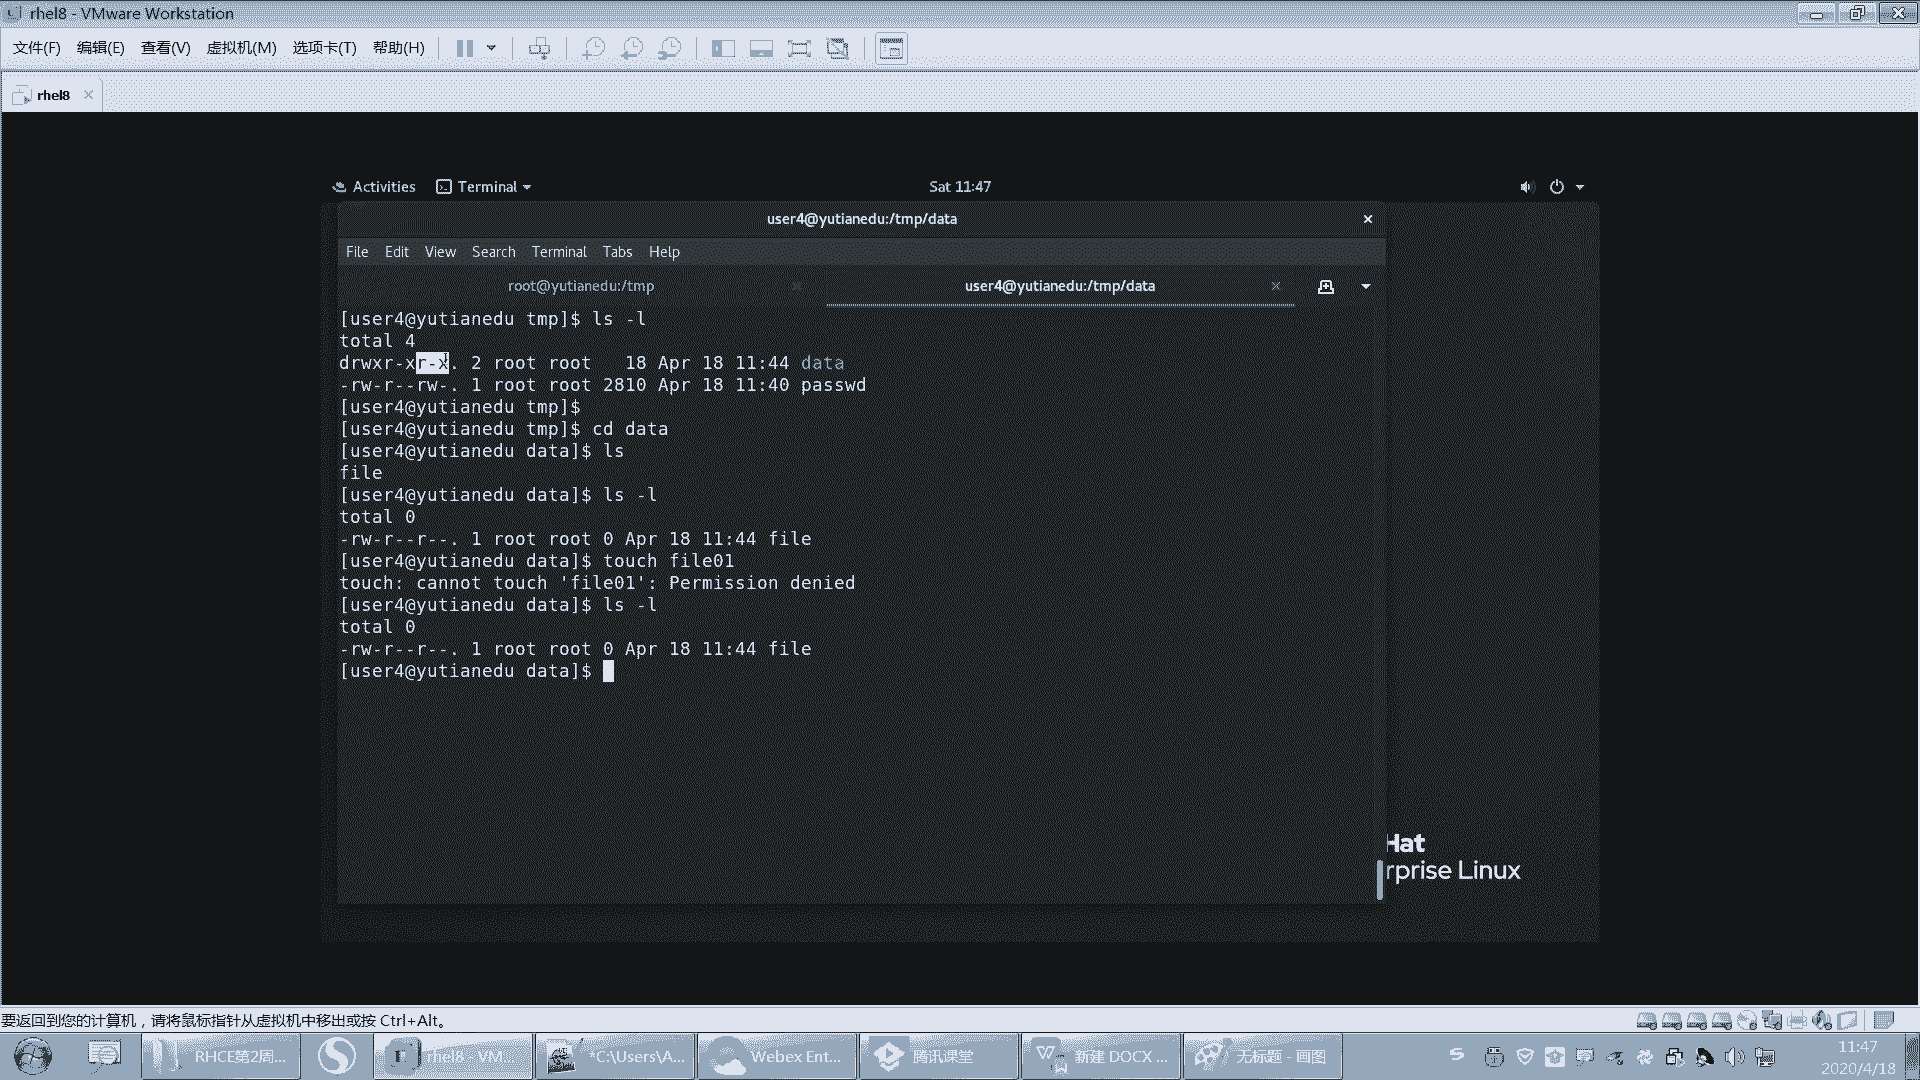 rhel8 - VMware Workstation
文件(F) 编辑(E) 查看(V) 虚拟机(M) 选项卡(T) 帮助(H)
rhel8
Activities Terminal Sat 11:47
user4@yutianedu:/tmp/data
File Edit View Search Terminal Tabs Help
root@yutianedu:/tmp user4@yutianedu:/tmp/data
[user4@yutianedu tmp]$ ls -l
total 4
drwxr-xr-x. 2 root root   18 Apr 18 11:44 data
-rw-r--rw-. 1 root root 2810 Apr 18 11:40 passwd
[user4@yutianedu tmp]$
[user4@yutianedu tmp]$ cd data
[user4@yutianedu data]$ ls
file
[user4@yutianedu data]$ ls -l
total 0
-rw-r--r--. 1 root root 0 Apr 18 11:44 file
[user4@yutianedu data]$ touch file01
touch: cannot touch 'file01': Permission denied
[user4@yutianedu data]$ ls -l
total 0
-rw-r--r--. 1 root root 0 Apr 18 11:44 file
[user4@yutianedu data]$
Hat
rprise Linux
要返回到您的计算机，请将鼠标指针从虚拟机中移出或按 Ctrl+Alt。
RHCE第2周... rhel8 - VM... *C:\Users\A... Webex Ent... 腾讯课堂 新建 DOCX ... 无标题 - 画图 11:47
2020/4/18